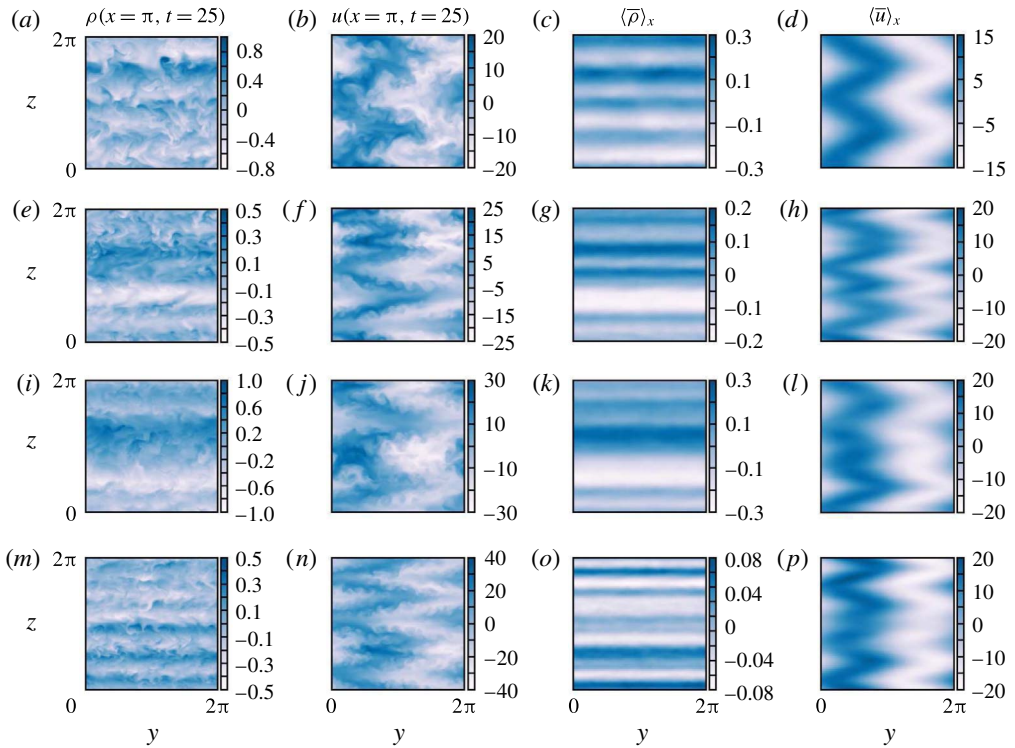 (a) ρ(x = π, t = 25) (b) u(x = π, t = 25) (c) ⟨ρ̅⟩ₓ (d) ⟨u̅⟩ₓ
2π 0.8 20 0.3 15
0.4 10 0.1 5
z 0 0
−0.4 −10 −0.1 −5
0 −0.8 −20 −0.3 −15
(e) (f) (g) (h)
2π 0.5 25 0.2 20
0.3 15 0.1 10
z 0.1 5 0 0
−0.1 −5
−0.3 −15 −0.1 −10
0 −0.5 −25 −0.2 −20
(i) (j) (k) (l)
2π 1.0 30 0.3 20
0.6 10 0.1 10
z 0.2 0
−0.2 −10 −0.1 −10
−0.6
0 −1.0 −30 −0.3 −20
(m) (n) (o) (p)
2π 0.5 40 0.08 20
0.3 20 0.04 10
z 0.1 0 0 0
−0.1
−0.3 −20 −0.04 −10
0 −0.5 −40 −0.08 −20
0 2π 0 2π 0 2π 0 2π
y y y y